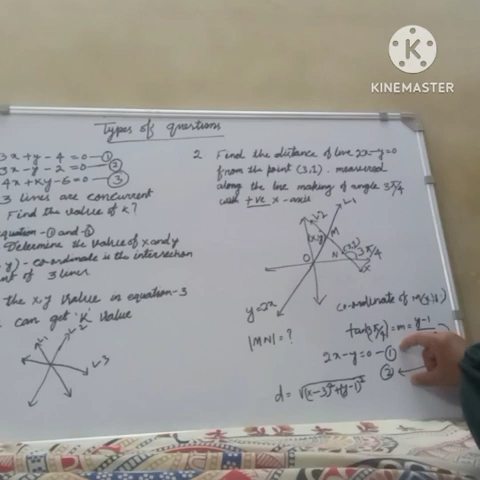 K
KINEMASTER
Types of questions
3x+y-4=0-①
3x-y-2=0-②
4x+Ky-6=0-③
3 lines are concurrent
Find the value of K?
equation-① and-②
Determine the value of x and y
y)-co-ordinate is the intersection
of 3 lines
the x,y value in equation-3
can get 'K' value
L1
L2
L3
2 Find the distance of line 2x-y=0
from the point (3,1). measured
along the line making of angle 3π/4
with +ve x-axis
L2
L1
(x,y)
M
(3,1)
3π/4
O
N
X
y=2x
co-ordinate of
|MN|=?
tan(3π/4)=m=y-1
2x-y=0-①
②
d=√(x-3)²+(y-1)²